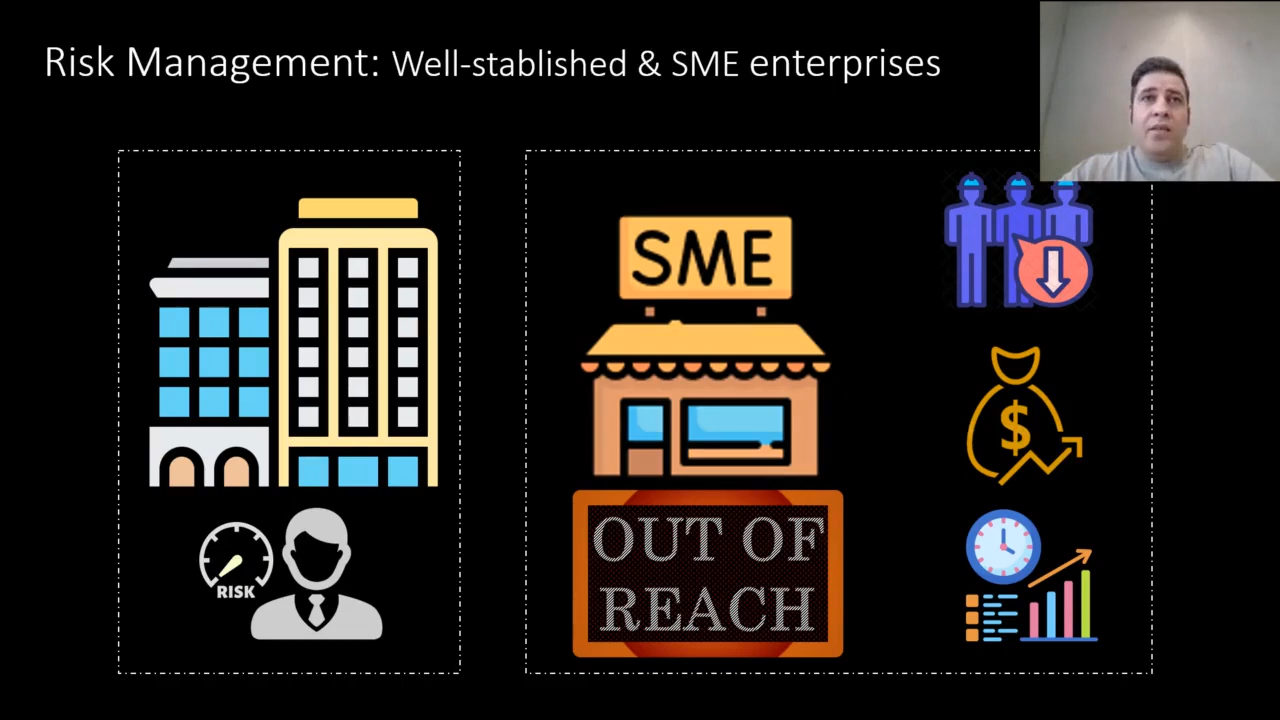 Risk Management: Well-stablished & SME enterprises
SME
$
RISK
OUT OF
REACH